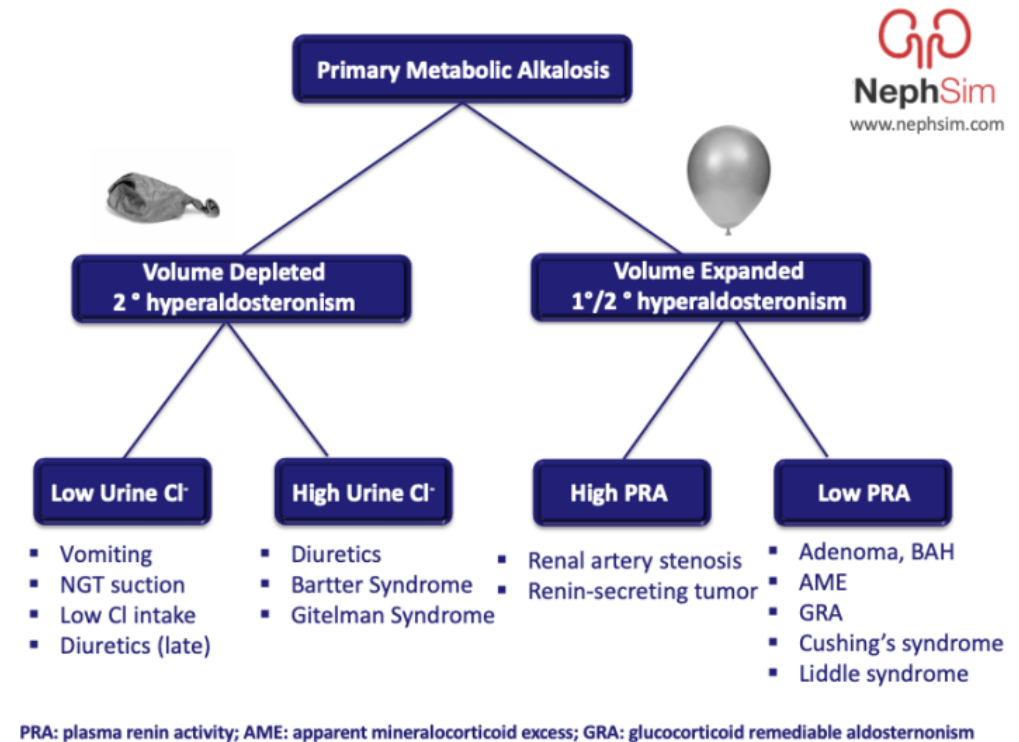 NephSim
www.nephsim.com
Primary Metabolic Alkalosis
Volume Depleted
2 ° hyperaldosteronism
Volume Expanded
1°/2 ° hyperaldosteronism
Low Urine Cl-
▪ Vomiting
▪ NGT suction
▪ Low Cl intake
▪ Diuretics (late)
High Urine Cl-
▪ Diuretics
▪ Bartter Syndrome
▪ Gitelman Syndrome
High PRA
▪ Renal artery stenosis
▪ Renin-secreting tumor
Low PRA
▪ Adenoma, BAH
▪ AME
▪ GRA
▪ Cushing’s syndrome
▪ Liddle syndrome
PRA: plasma renin activity; AME: apparent mineralocorticoid excess; GRA: glucocorticoid remediable aldosternonism